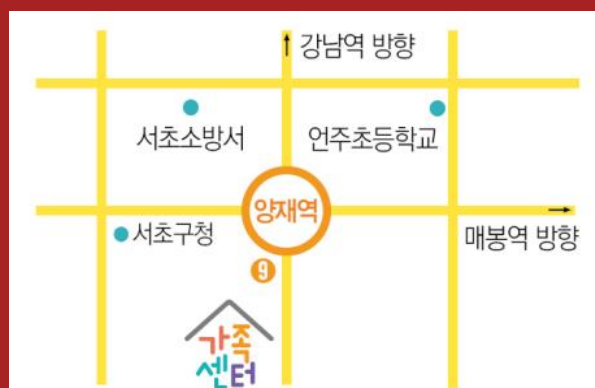 강남역 방향
서초소방서
언주초등학교
양재역
서초구청
매봉역 방향
9
가족
센터